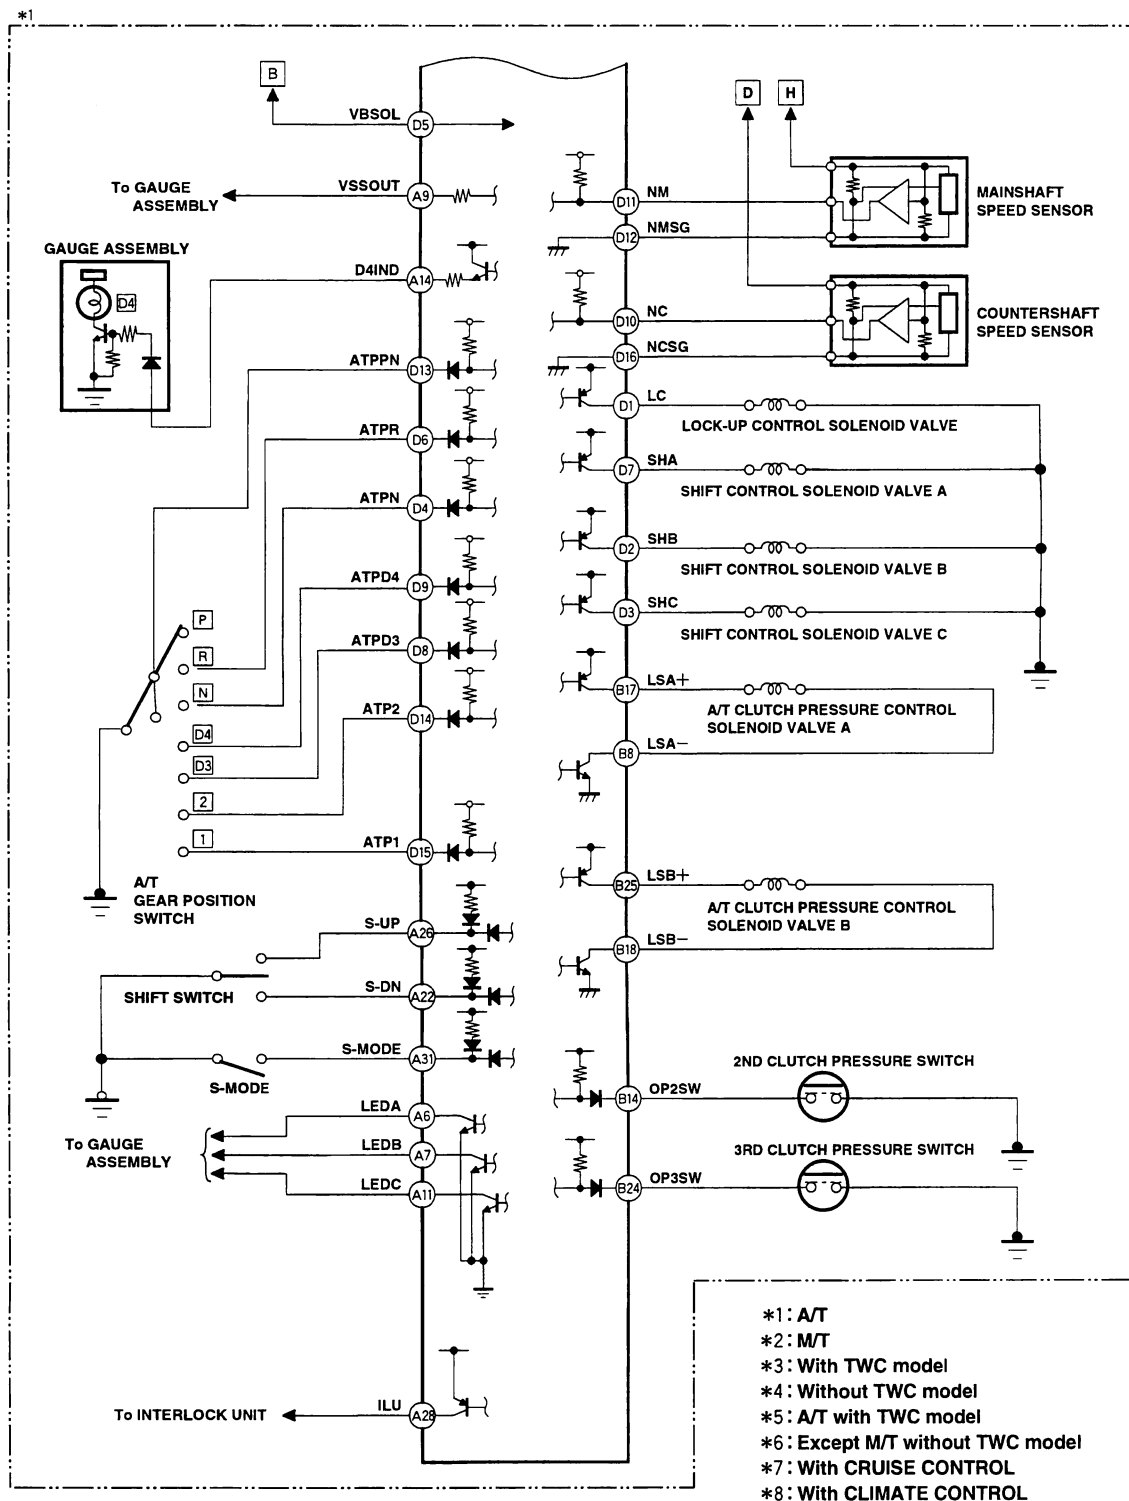 *1
B
VBSOL
D5
To GAUGE
ASSEMBLY
VSSOUT
A9
GAUGE ASSEMBLY
D4
D4IND
A14
ATPPN
D13
ATPR
D6
ATPN
D4
ATPD4
D9
ATPD3
D8
ATP2
D14
ATP1
D15
P
R
N
D4
D3
2
1
A/T
GEAR POSITION
SWITCH
S-UP
A26
SHIFT SWITCH
S-DN
A22
S-MODE
A31
S-MODE
LEDA
A6
To GAUGE
ASSEMBLY
LEDB
A7
LEDC
A11
To INTERLOCK UNIT
ILU
A28
D
H
D11
NM
D12
NMSG
MAINSHAFT
SPEED SENSOR
D10
NC
D16
NCSG
COUNTERSHAFT
SPEED SENSOR
D1
LC
LOCK-UP CONTROL SOLENOID VALVE
D7
SHA
SHIFT CONTROL SOLENOID VALVE A
D2
SHB
SHIFT CONTROL SOLENOID VALVE B
D3
SHC
SHIFT CONTROL SOLENOID VALVE C
B17
LSA+
A/T CLUTCH PRESSURE CONTROL
SOLENOID VALVE A
B8
LSA−
B25
LSB+
A/T CLUTCH PRESSURE CONTROL
SOLENOID VALVE B
B18
LSB−
2ND CLUTCH PRESSURE SWITCH
B14
OP2SW
3RD CLUTCH PRESSURE SWITCH
B24
OP3SW
*1: A/T
*2: M/T
*3: With TWC model
*4: Without TWC model
*5: A/T with TWC model
*6: Except M/T without TWC model
*7: With CRUISE CONTROL
*8: With CLIMATE CONTROL